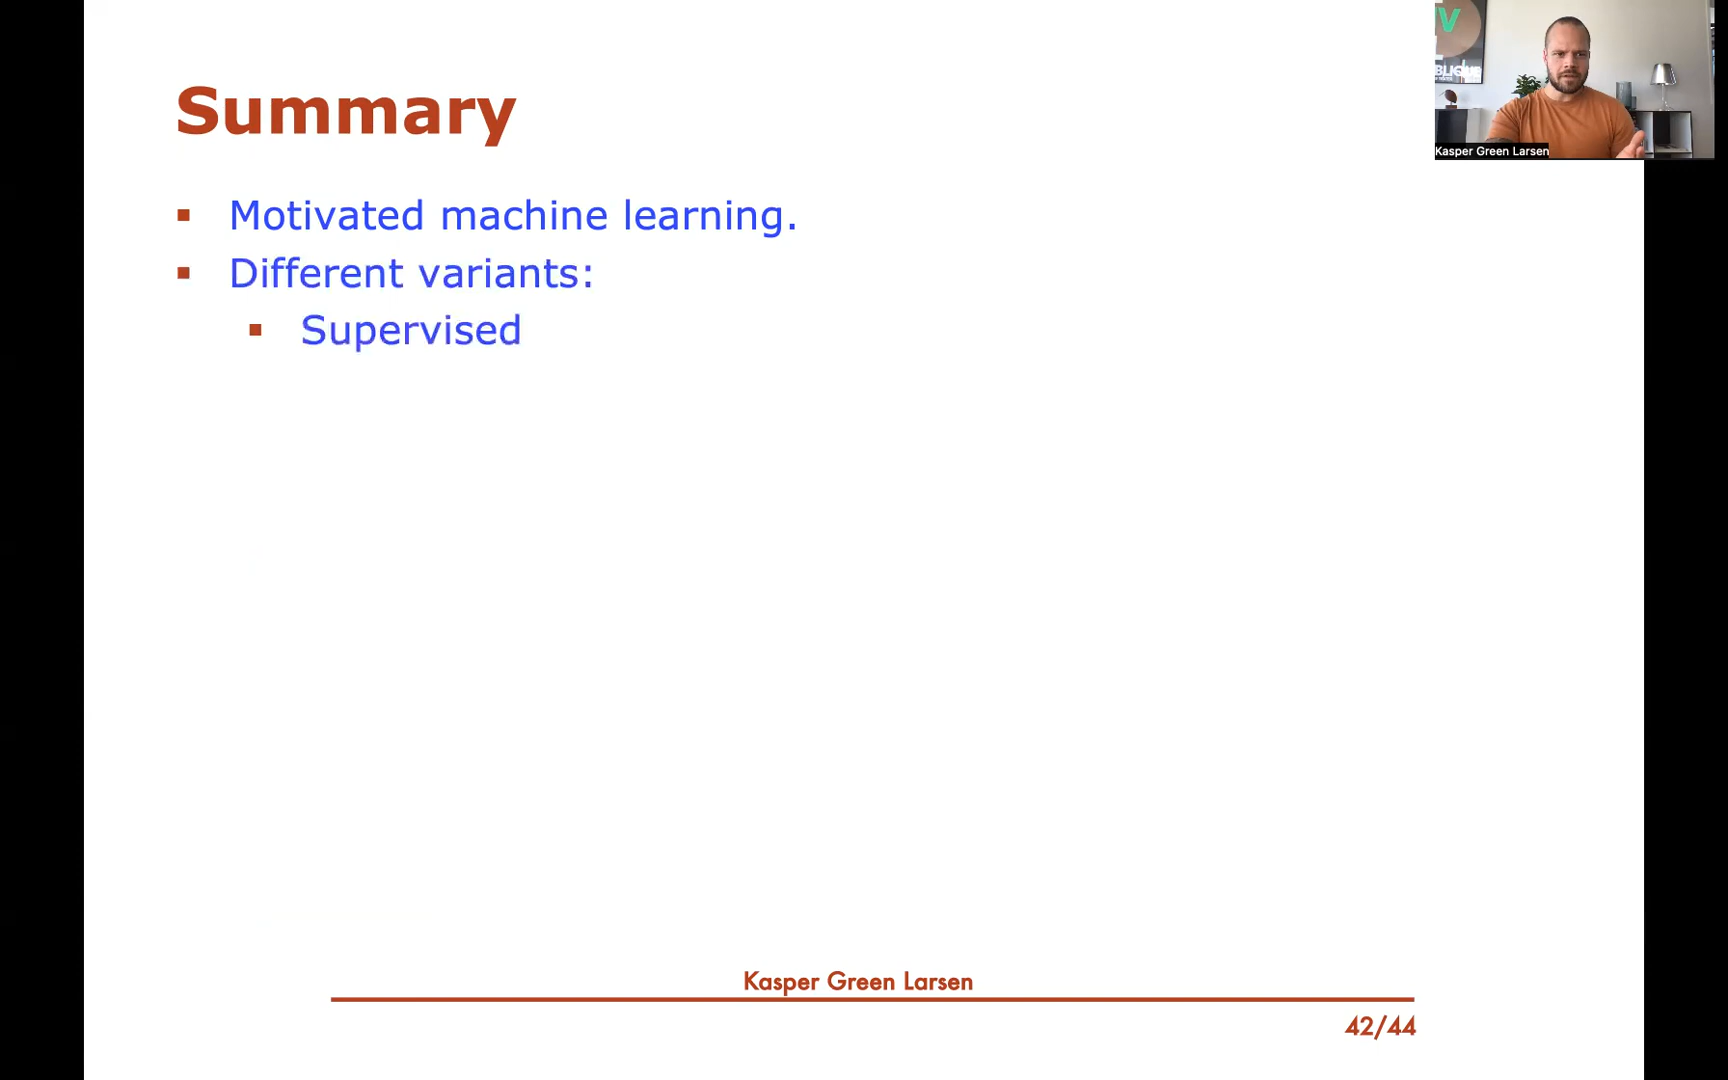 Summary
Motivated machine learning.
Different variants:
Supervised
Kasper Green Larsen
Kasper Green Larsen
42/44